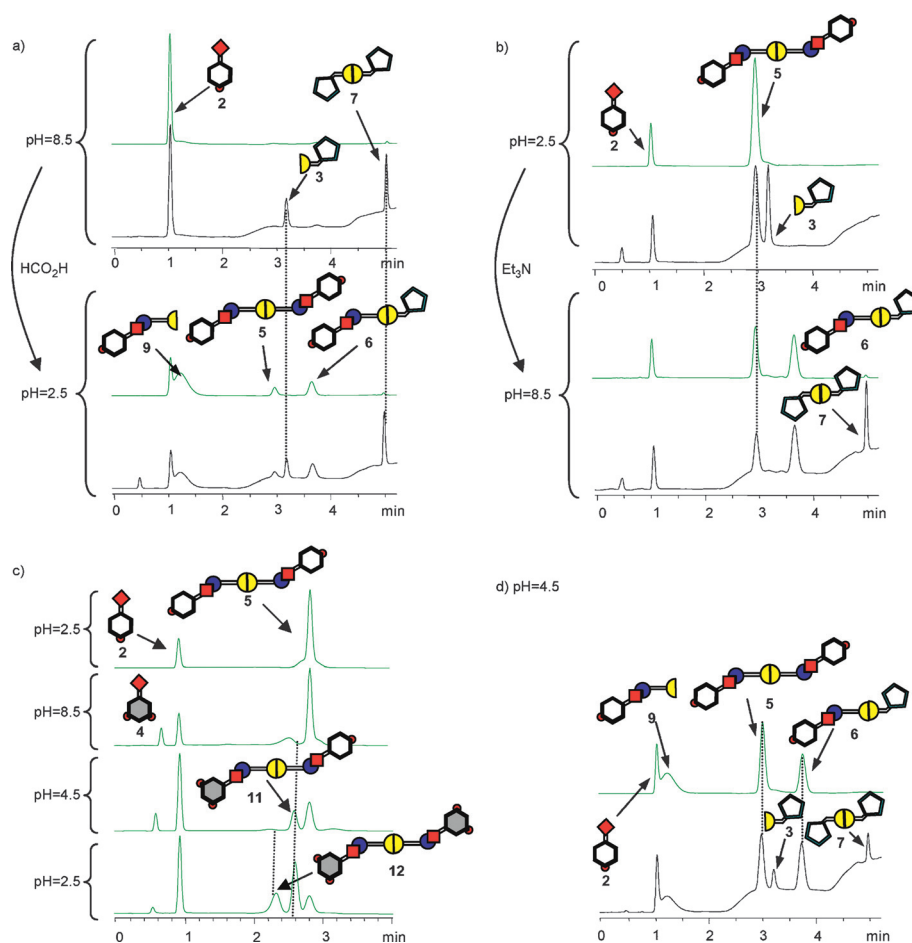 a)
2
7
pH=8.5
3
0 1 2 3 4 min
HCO₂H
9 5 6
pH=2.5
0 1 2 3 4 min
b)
5
2
pH=2.5
3
0 1 2 3 4 min
Et₃N
6
pH=8.5
7
0 1 2 3 4 min
c)
5
pH=2.5
2
pH=8.5
4
pH=4.5
11
pH=2.5
12
0 1 2 3 min
d) pH=4.5
9 5 6
2 3 7
0 1 2 3 4 min